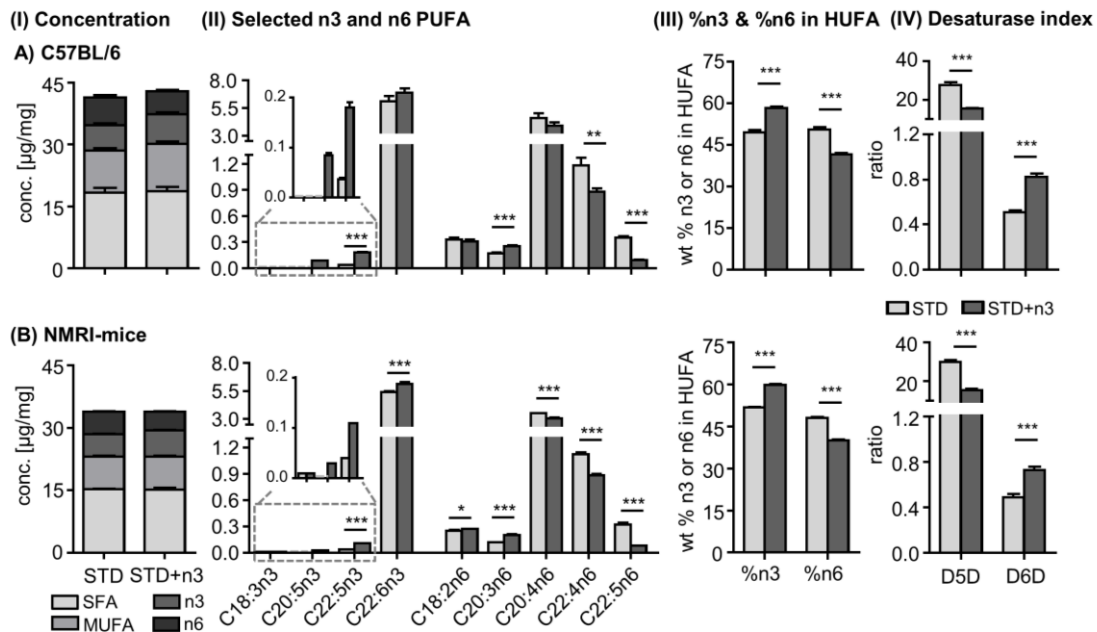 (I) Concentration
(II) Selected n3 and n6 PUFA
(III) %n3 & %n6 in HUFA
(IV) Desaturase index
A) C57BL/6
conc. [µg/mg]
45
30
15
0
8.0
5.5
3.0
1.2
0.9
0.6
0.3
0.0
0.2
0.1
0.0
***
***
**
***
wt % n3 or n6 in HUFA
75
60
45
30
15
0
***
***
ratio
40
20
1.2
0.8
0.4
0.0
***
***
STD
STD+n3
(B) NMRI-mice
conc. [µg/mg]
45
30
15
0
STD
STD+n3
SFA
n3
MUFA
n6
8.0
5.5
3.0
1.2
0.9
0.6
0.3
0.0
0.2
0.1
0.0
***
***
*
***
***
***
***
C18:3n3
C20:5n3
C22:5n3
C22:6n3
C18:2n6
C20:3n6
C20:4n6
C22:4n6
C22:5n6
wt % n3 or n6 in HUFA
75
60
45
30
15
0
***
***
%n3
%n6
ratio
40
20
1.2
0.8
0.4
0.0
***
***
D5D
D6D